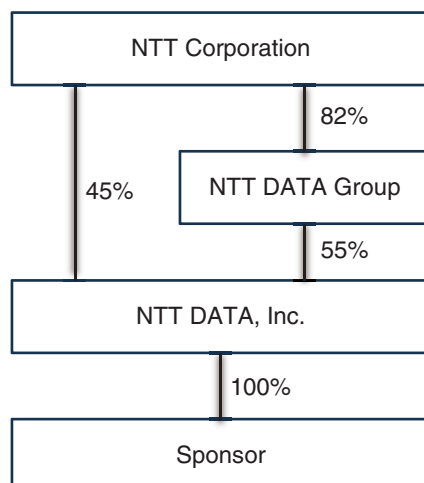 NTT Corporation
82%
45%
NTT DATA Group
55%
NTT DATA, Inc.
100%
Sponsor